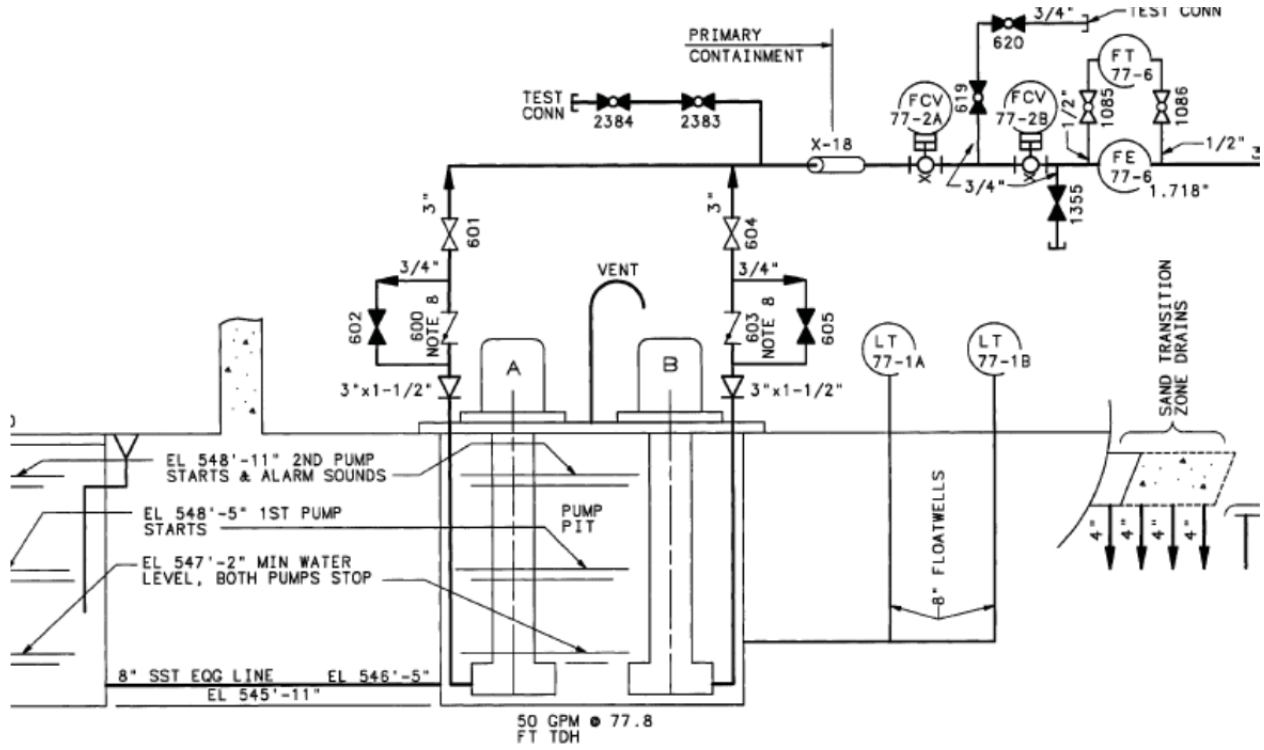 3/4"
TEST CONN
620
PRIMARY
CONTAINMENT
FT
77-6
TEST
CONN
2384
2383
FCV
77-2A
619
FCV
77-2B
1/2"
1085
1086
X-18
1/2"
FE
77-6
1.718"
X
X
3/4"
1355
3"
601
3"
604
3/4"
VENT
3/4"
602
600
NOTE 8
603
NOTE 8
605
A
B
LT
77-1A
LT
77-1B
SAND TRANSITION
ZONE DRAINS
3"x1-1/2"
3"x1-1/2"
EL 548'-11" 2ND PUMP
STARTS & ALARM SOUNDS
EL 548'-5" 1ST PUMP
STARTS
PUMP
PIT
EL 547'-2" MIN WATER
LEVEL, BOTH PUMPS STOP
8" FLOATWELLS
4"
4"
4"
4"
8" SST EQG LINE
EL 546'-5"
EL 545'-11"
50 GPM @ 77.8
FT TDH